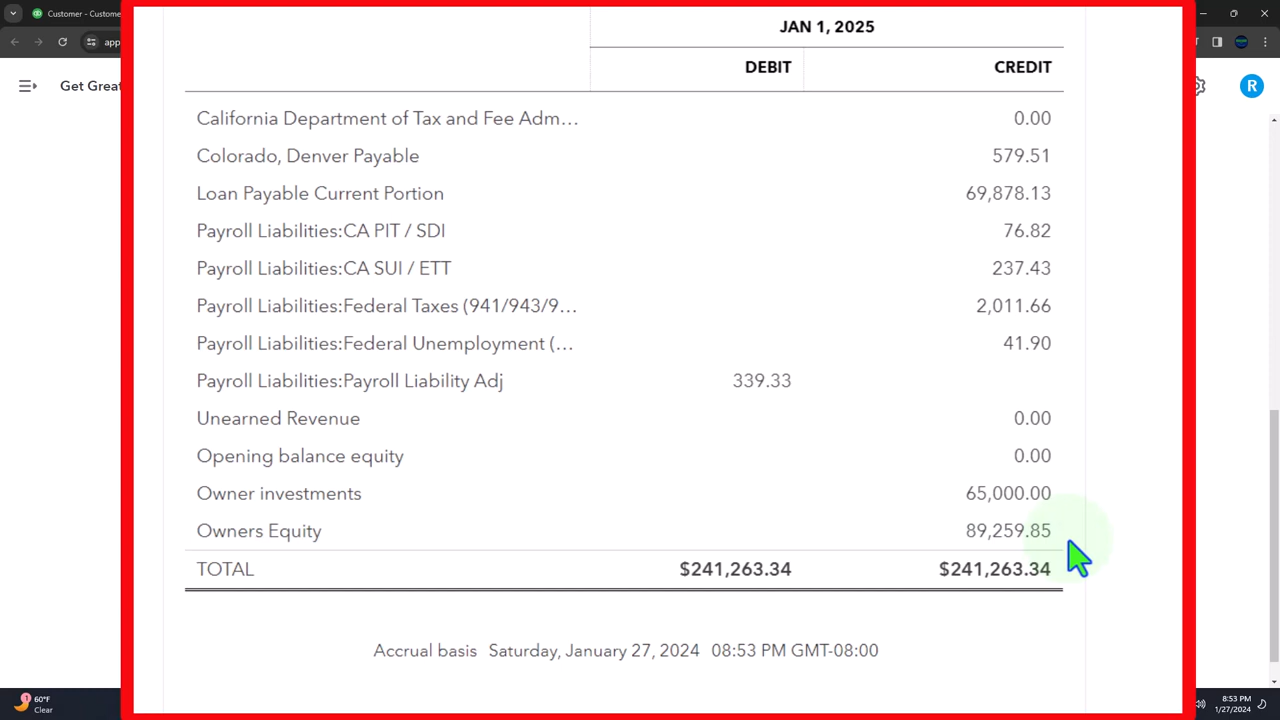 Customer - Custom
app
Get Great
R
JAN 1, 2025
DEBIT CREDIT
California Department of Tax and Fee Adm... 0.00
Colorado, Denver Payable 579.51
Loan Payable Current Portion 69,878.13
Payroll Liabilities:CA PIT / SDI 76.82
Payroll Liabilities:CA SUI / ETT 237.43
Payroll Liabilities:Federal Taxes (941/943/9... 2,011.66
Payroll Liabilities:Federal Unemployment (... 41.90
Payroll Liabilities:Payroll Liability Adj 339.33
Unearned Revenue 0.00
Opening balance equity 0.00
Owner investments 65,000.00
Owners Equity 89,259.85
TOTAL $241,263.34 $241,263.34
Accrual basis Saturday, January 27, 2024 08:53 PM GMT-08:00
1
60°F
Clear
8:53 PM
1/27/2024